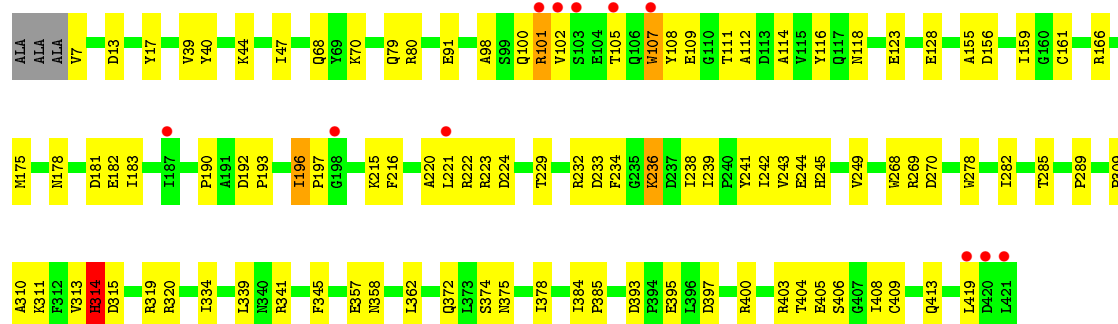 ALA ALA ALA V7 D13 Y17 V39 Y40 K44 I47 Q68 Y69 K70 Q79 R80 E91 A98 S99 Q100 R101 V102 S103 E104 T105 Q106 W107 Y108 E109 G110 T111 A112 D113 A114 V115 Y116 Q117 N118 E123 E128 A155 D156 I159 G160 C161 R166
M175 N178 D181 E182 I183 I187 P190 A191 D192 P193 I196 P197 G198 K215 F216 A220 L221 R222 R223 D224 T229 R232 D233 F234 G235 K236 D237 I238 I239 P240 Y241 I242 V243 E244 H245 V249 W268 R269 D270 W278 I282 T285 P289 P309
A310 K311 F312 V313 H314 D315 R319 R320 I334 L339 N340 R341 F345 E357 N358 L362 Q372 L373 S374 N375 I378 I384 P385 D393 P394 E395 L396 D397 R400 R403 T404 E405 S406 G407 I408 C409 Q413 L419 D420 L421